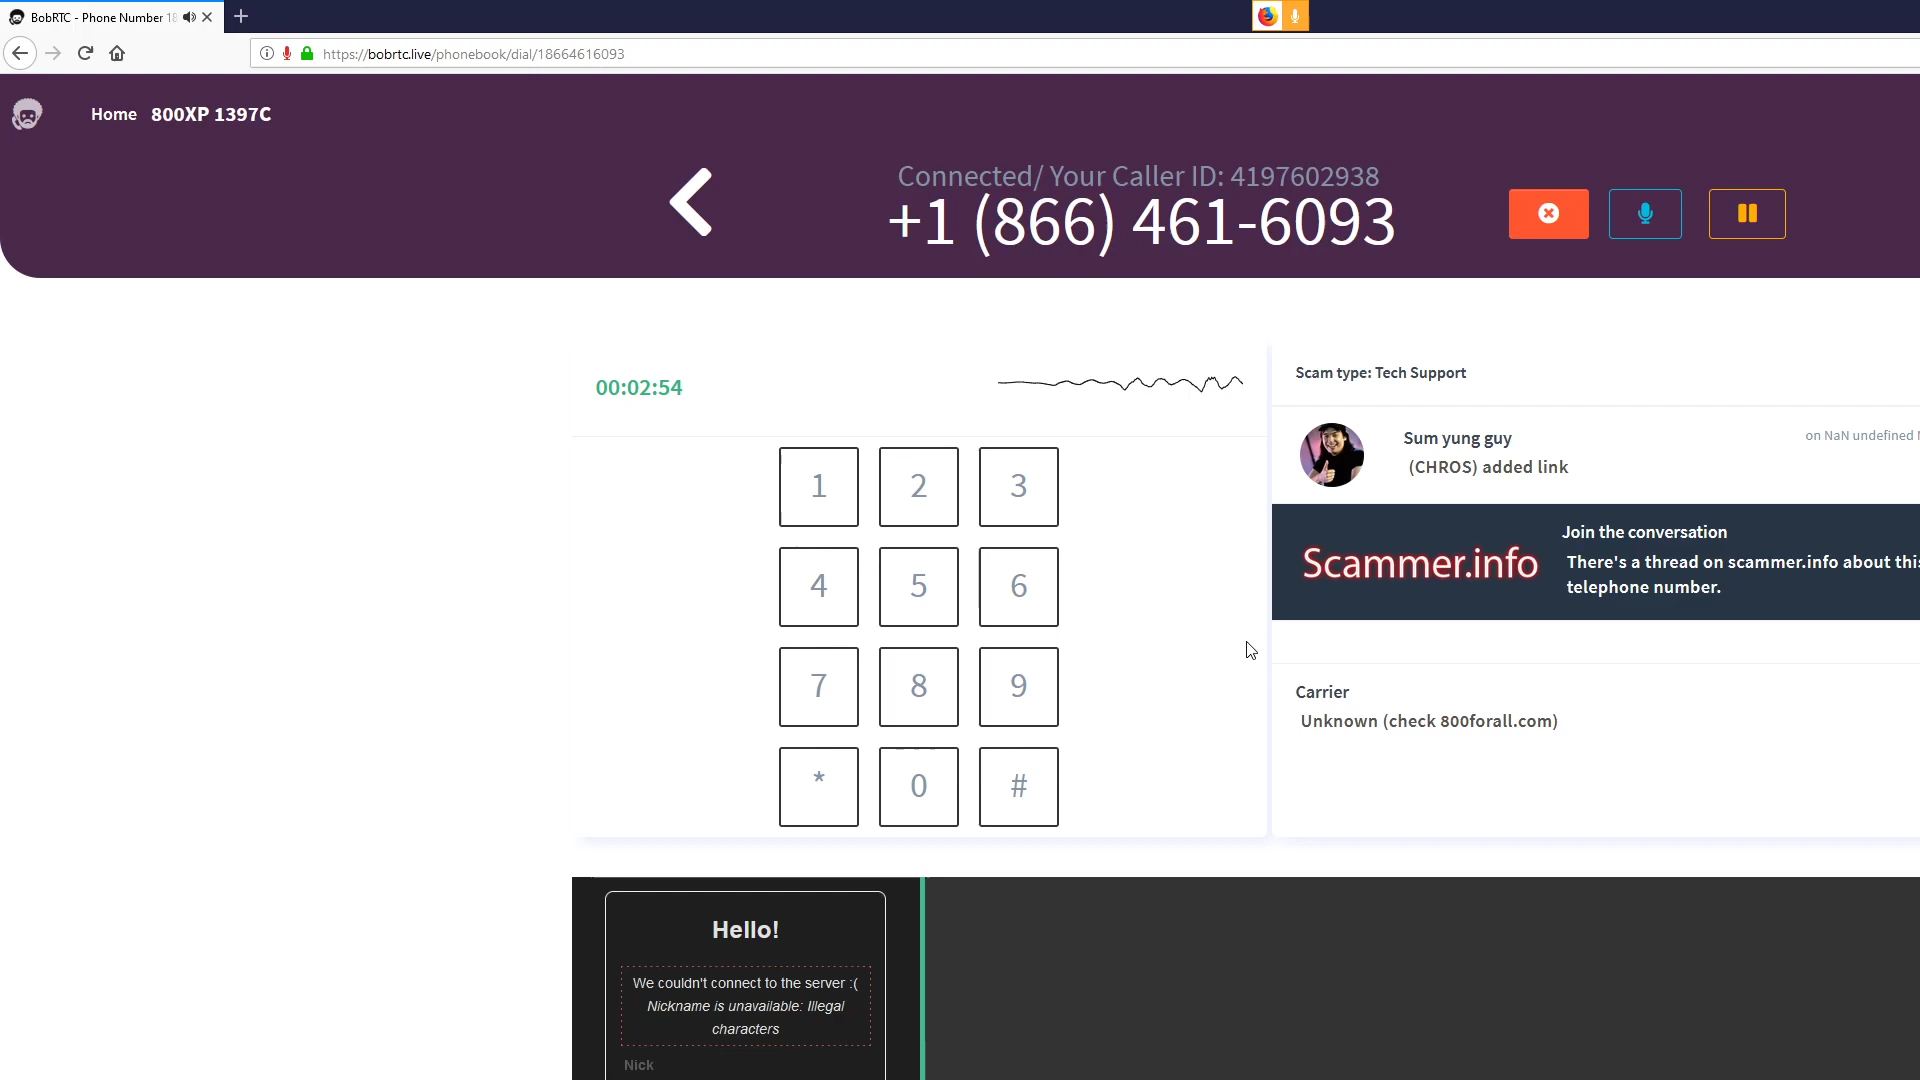 BobRTC - Phone Number 18
https://bobrtc.live/phonebook/dial/18664616093
Home 800XP 1397C
Connected/ Your Caller ID: 4197602938
+1 (866) 461-6093
00:02:54
1 2 3
4 5 6
7 8 9
* 0 #
Scam type: Tech Support
Sum yung guy
on NaN undefined
(CHROS) added link
Scammer.info
Join the conversation
There's a thread on scammer.info about this
telephone number.
Carrier
Unknown (check 800forall.com)
Hello!
We couldn't connect to the server :(
Nickname is unavailable: Illegal
characters
Nick